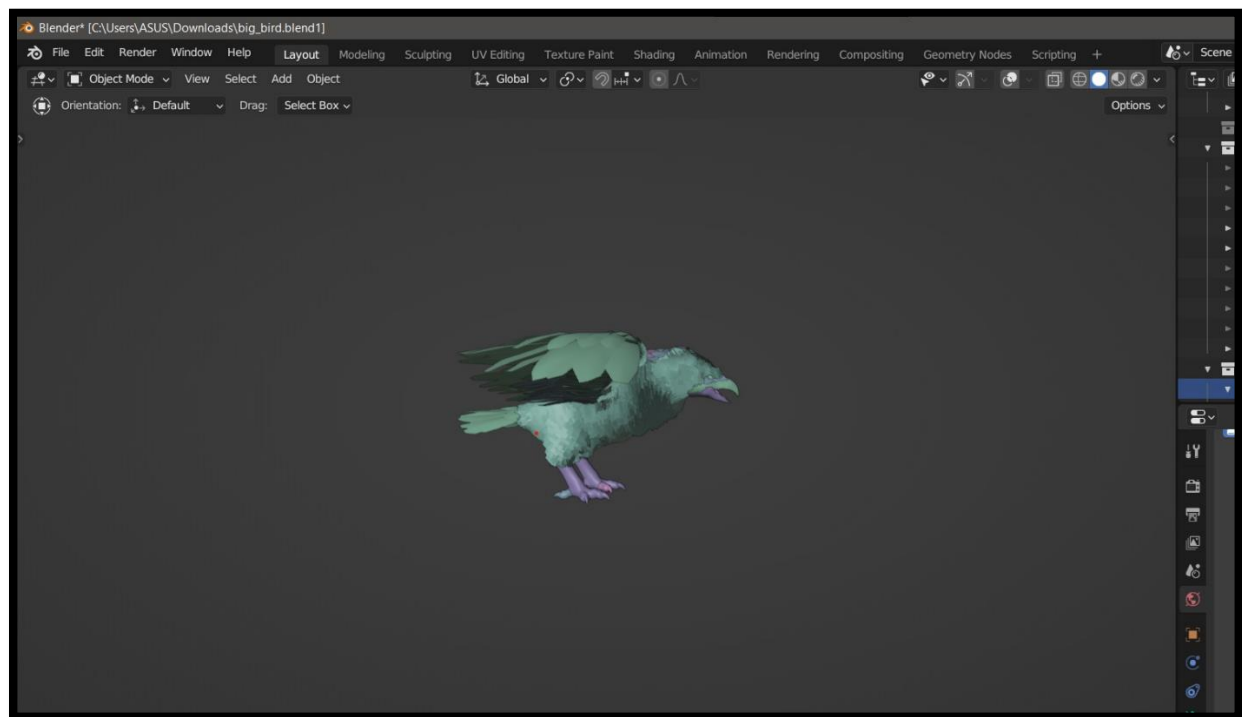 Blender* [C:\Users\ASUS\Downloads\big_bird.blend1]
File Edit Render Window Help Layout Modeling Sculpting UV Editing Texture Paint Shading Animation Rendering Compositing Geometry Nodes Scripting + Scene
Object Mode View Select Add Object Global
Orientation: Default Drag: Select Box Options